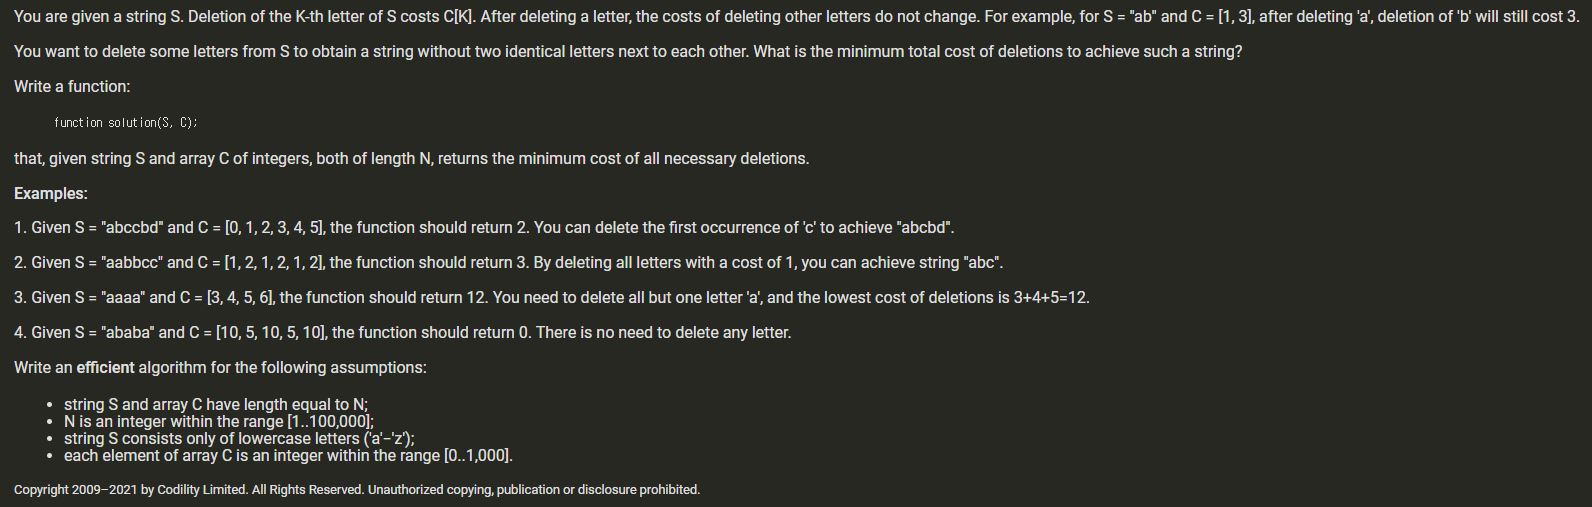 You are given a string S. Deletion of the K-th letter of S costs C[K]. After deleting a letter, the costs of deleting other letters do not change. For example, for S = "ab" and C = [1, 3], after deleting 'a', deletion of 'b' will still cost 3.
You want to delete some letters from S to obtain a string without two identical letters next to each other. What is the minimum total cost of deletions to achieve such a string?
Write a function:
function solution(S, C);
that, given string S and array C of integers, both of length N, returns the minimum cost of all necessary deletions.
Examples:
1. Given S = "abccbd" and C = [0, 1, 2, 3, 4, 5], the function should return 2. You can delete the first occurrence of 'c' to achieve "abcbd".
2. Given S = "aabbcc" and C = [1, 2, 1, 2, 1, 2], the function should return 3. By deleting all letters with a cost of 1, you can achieve string "abc".
3. Given S = "aaaa" and C = [3, 4, 5, 6], the function should return 12. You need to delete all but one letter 'a', and the lowest cost of deletions is 3+4+5=12.
4. Given S = "ababa" and C = [10, 5, 10, 5, 10], the function should return 0. There is no need to delete any letter.
Write an efficient algorithm for the following assumptions:
• string S and array C have length equal to N;
• N is an integer within the range [1..100,000];
• string S consists only of lowercase letters ('a'−'z');
• each element of array C is an integer within the range [0..1,000].
Copyright 2009–2021 by Codility Limited. All Rights Reserved. Unauthorized copying, publication or disclosure prohibited.